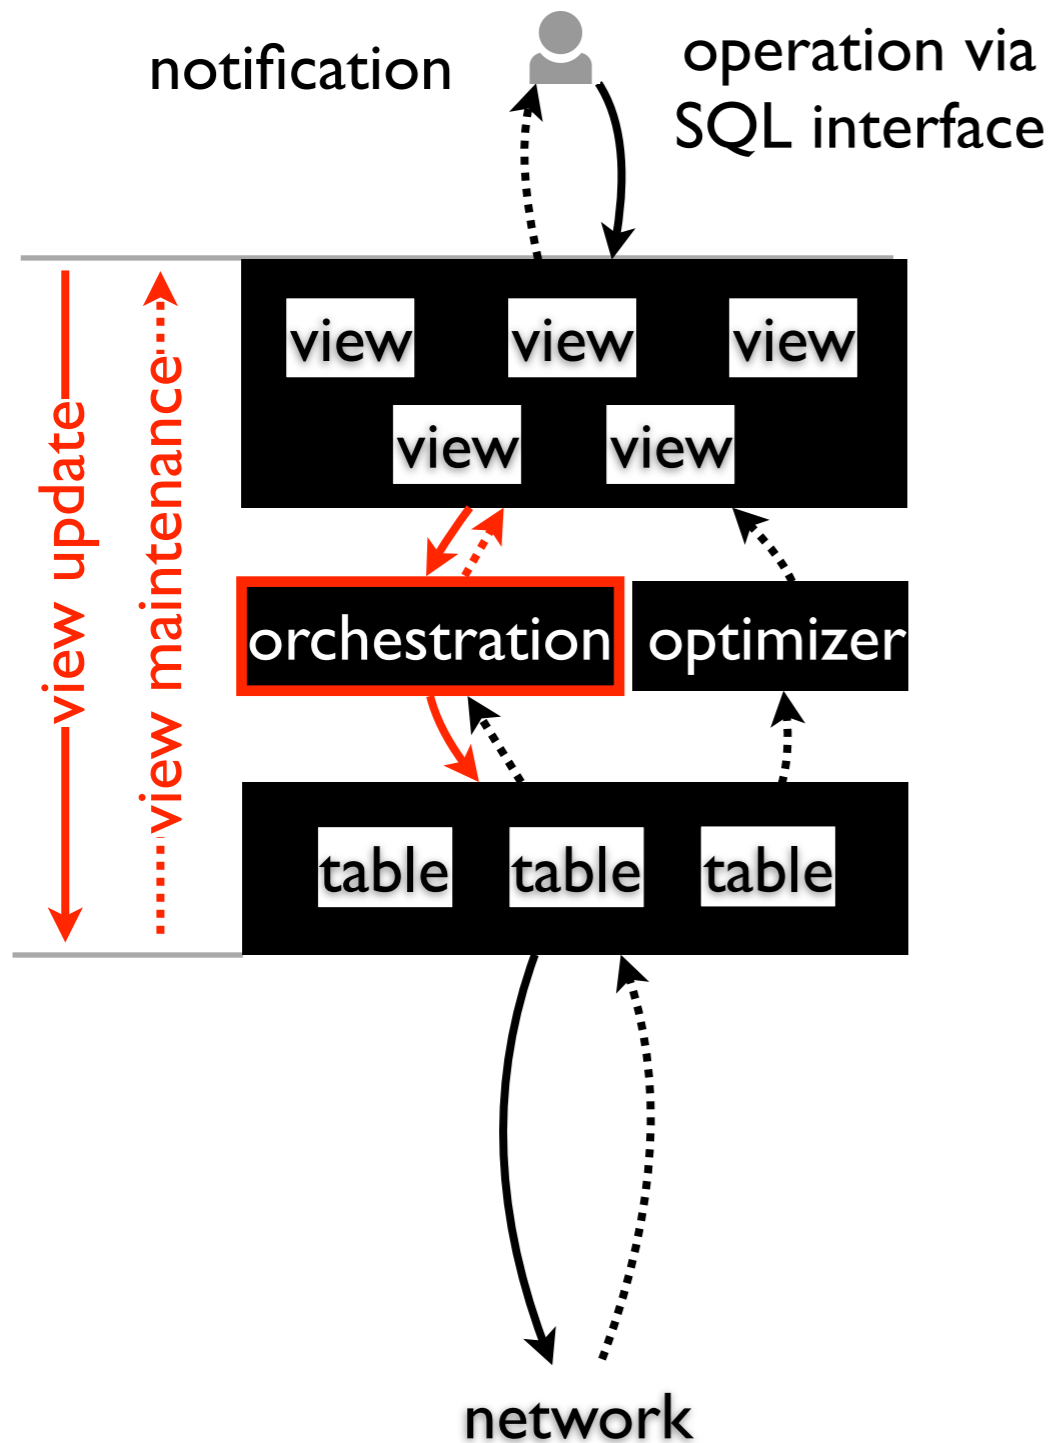 notification
operation via
SQL interface
view view view
view view
view update
view maintenance
orchestration
optimizer
table table table
network